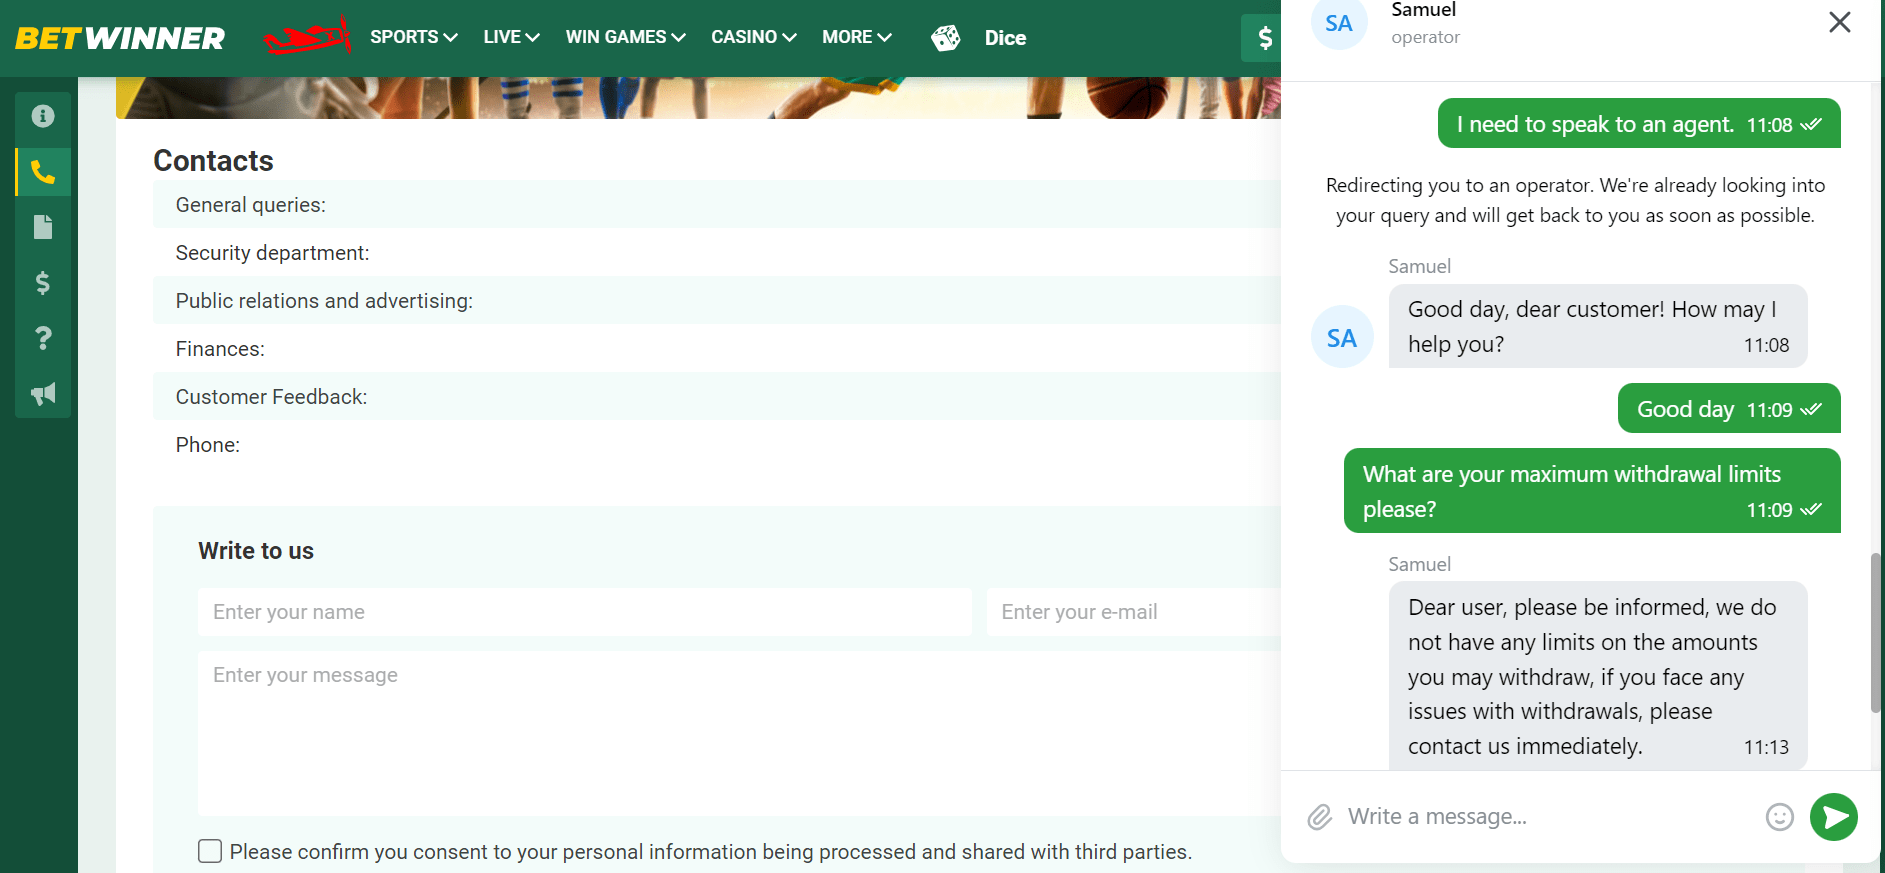 BETWINNER
SPORTS
LIVE
WIN GAMES
CASINO
MORE
Dice
$
Contacts
General queries:
Security department:
Public relations and advertising:
Finances:
Customer Feedback:
Phone:
Write to us
Enter your name
Enter your e-mail
Enter your message
Please confirm you consent to your personal information being processed and shared with third parties.
SA
Samuel
operator
I need to speak to an agent. 11:08
Redirecting you to an operator. We're already looking into
your query and will get back to you as soon as possible.
Samuel
SA
Good day, dear customer! How may I
help you? 11:08
Good day 11:09
What are your maximum withdrawal limits
please? 11:09
Samuel
Dear user, please be informed, we do
not have any limits on the amounts
you may withdraw, if you face any
issues with withdrawals, please
contact us immediately. 11:13
Write a message...